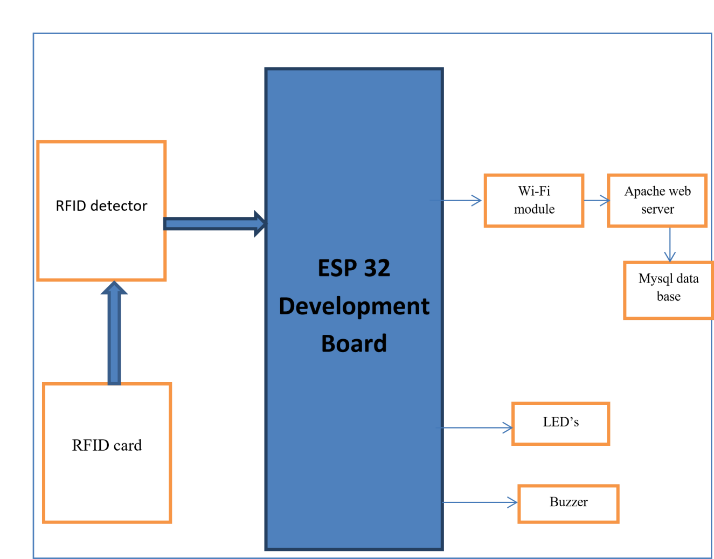 RFID detector
RFID card
ESP 32
Development
Board
Wi-Fi
module
Apache web
server
Mysql data
base
LED's
Buzzer